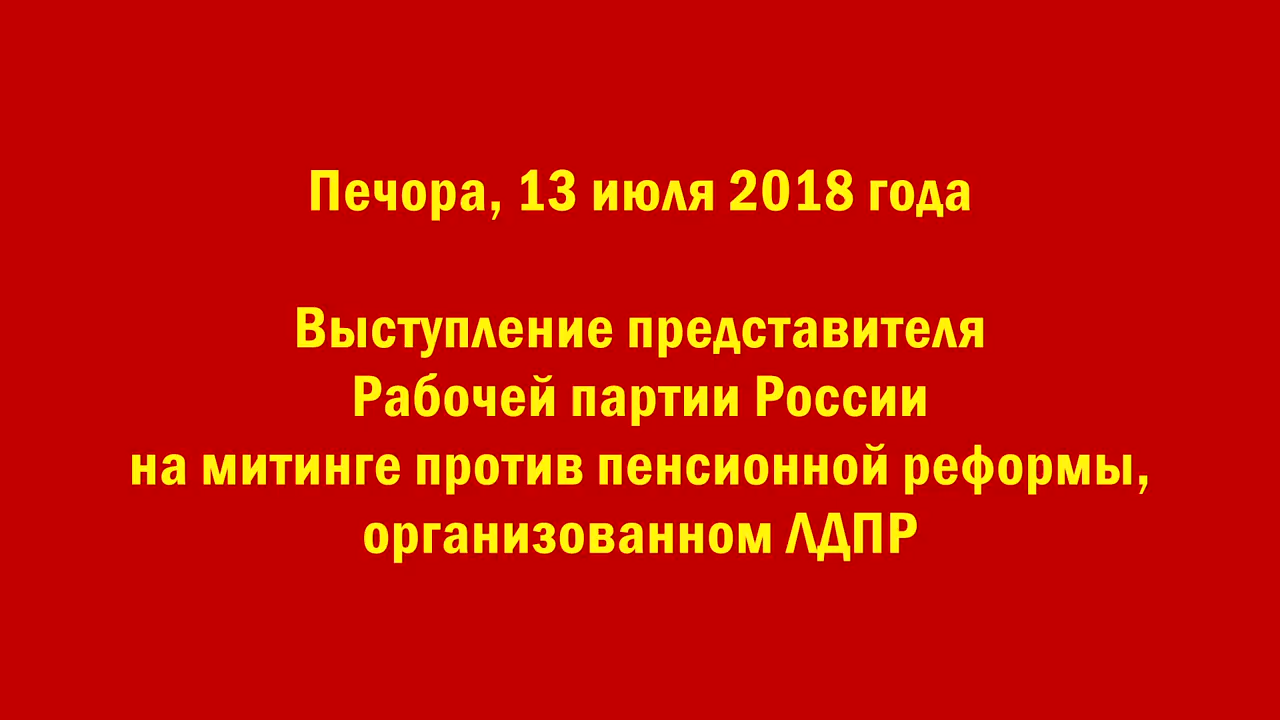 Печора, 13 июля 2018 года
Выступление представителя
Рабочей партии России
на митинге против пенсионной реформы,
организованном ЛДПР